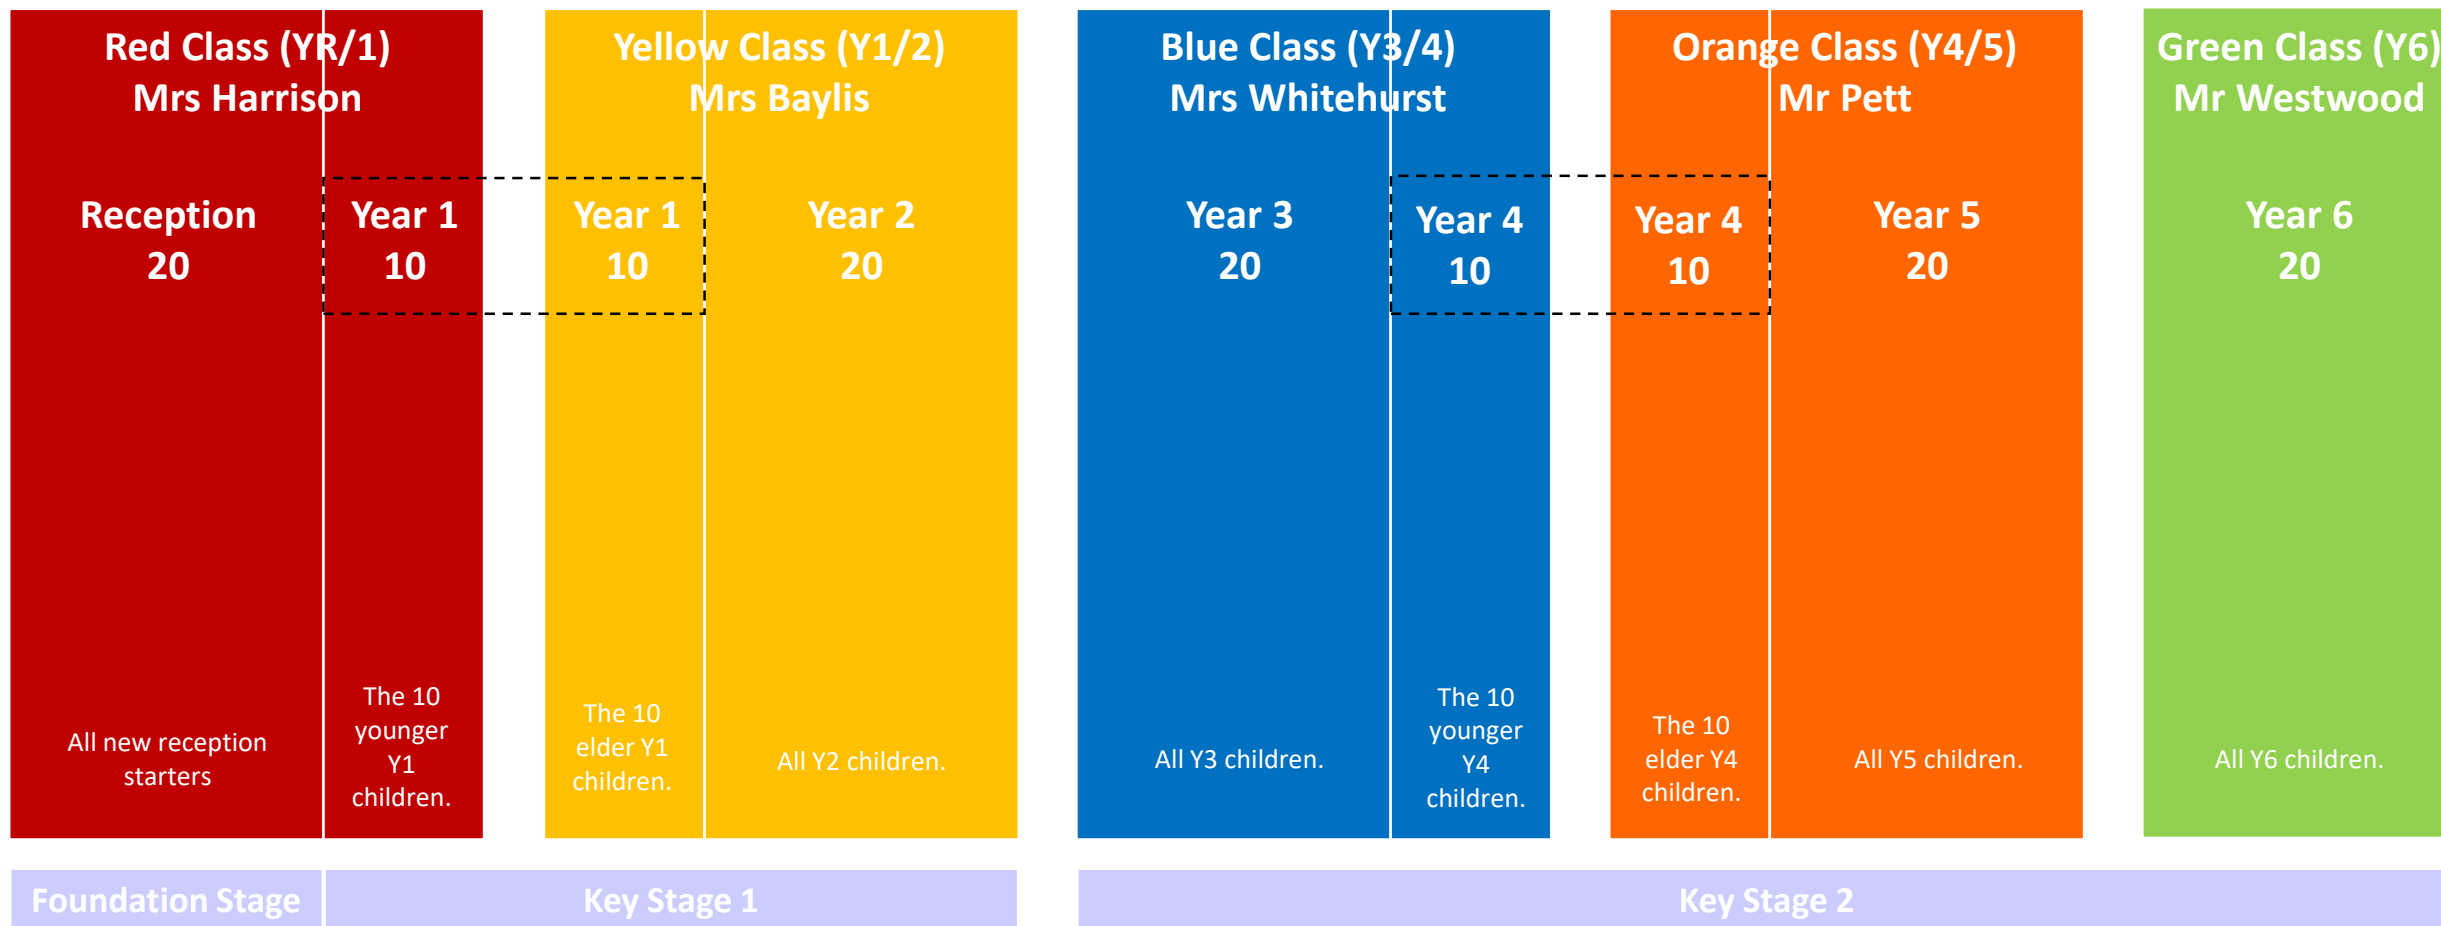 Red Class (YR/1)
Mrs Harrison
Reception
20
Year 1
10
All new reception
starters
The 10
younger
Y1
children.
Yellow Class (Y1/2)
Mrs Baylis
Year 1
10
Year 2
20
The 10
elder Y1
children.
All Y2 children.
Blue Class (Y3/4)
Mrs Whitehurst
Year 3
20
Year 4
10
All Y3 children.
The 10
younger
Y4
children.
Orange Class (Y4/5)
Mr Pett
Year 4
10
Year 5
20
The 10
elder Y4
children.
All Y5 children.
Green Class (Y6)
Mr Westwood
Year 6
20
All Y6 children.
Foundation Stage
Key Stage 1
Key Stage 2